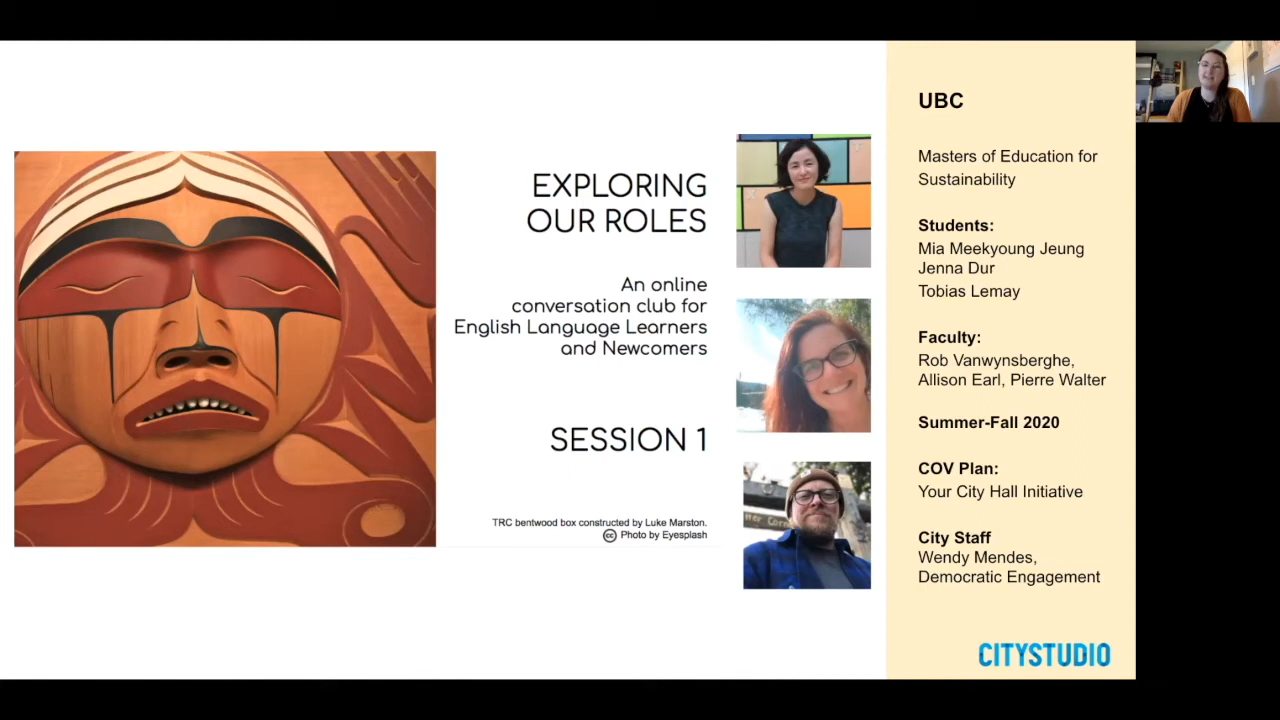 EXPLORING
OUR ROLES
An online
conversation club for
English Language Learners
and Newcomers
SESSION 1
TRC bentwood box constructed by Luke Marston.
cc Photo by Eyesplash
UBC
Masters of Education for
Sustainability
Students:
Mia Meekyoung Jeung
Jenna Dur
Tobias Lemay
Faculty:
Rob Vanwynsberghe,
Allison Earl, Pierre Walter
Summer-Fall 2020
COV Plan:
Your City Hall Initiative
City Staff
Wendy Mendes,
Democratic Engagement
CITYSTUDIO